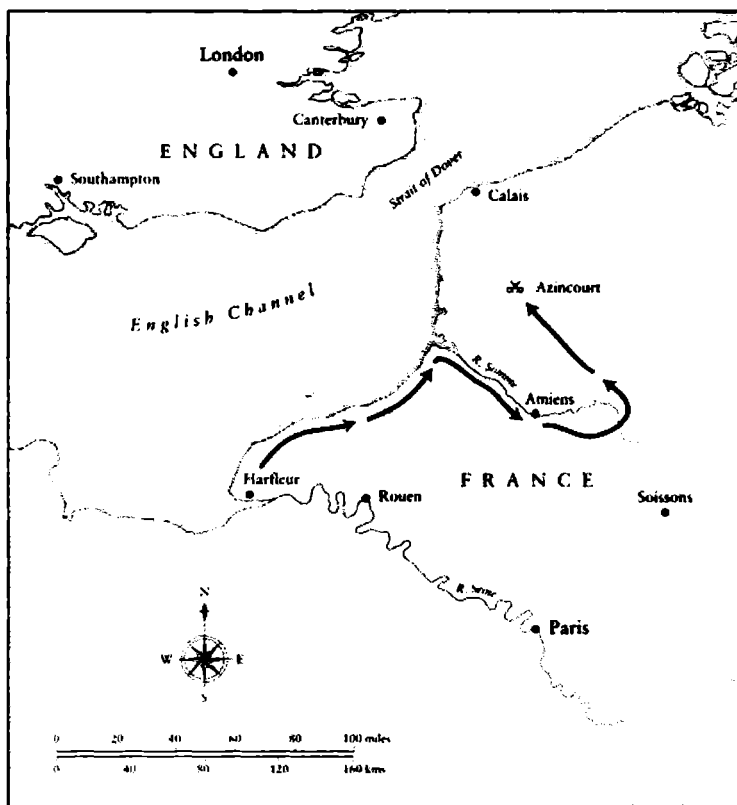 London
Canterbury
ENGLAND
Southampton
Strait of Dover
Calais
English Channel
Azincourt
R. Somme
Amiens
Harfleur
Rouen
FRANCE
Soissons
R. Seine
Paris
N
W E
S
0 20 40 60 80 100 miles
0 40 80 120 160 kms